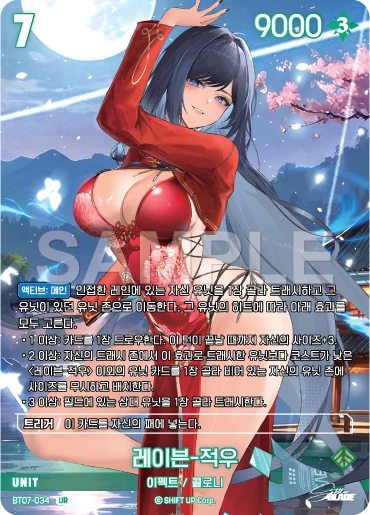 7
9000 3
SAMPLE
액티브: 메인 인접한 레인에 있는 자신 유닛을 1장 골라 트래시하고 그
유닛이 있던 유닛 존으로 이동한다. 그 유닛의 히트에 따라 아래 효과를
모두 고른다.
· 1 이상: 카드를 1장 드로우한다. 이 턴이 끝날 때까지 자신의 사이즈+3.
· 2 이상: 자신의 트래시 존에서 이 효과로 트래시한 유닛보다 코스트가 낮은
<레이븐-적우> 이외의 유닛 카드를 1장 골라 비어 있는 자신의 유닛 존에
사이즈를 무시하고 배치한다.
· 3 이상: 필드에 있는 상대 유닛을 1장 골라 트래시한다.
트리거 / 이 카드를 자신의 패에 넣는다.
레이븐-적우
UNIT 이펙트 / 콜로니
BT07-034 UR © SHIFT UP Corp.
BLADE